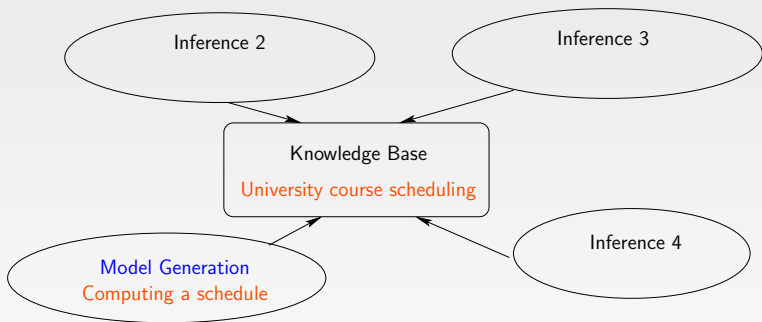 Inference 2
Inference 3
Knowledge Base
University course scheduling
Inference 4
Model Generation
Computing a schedule